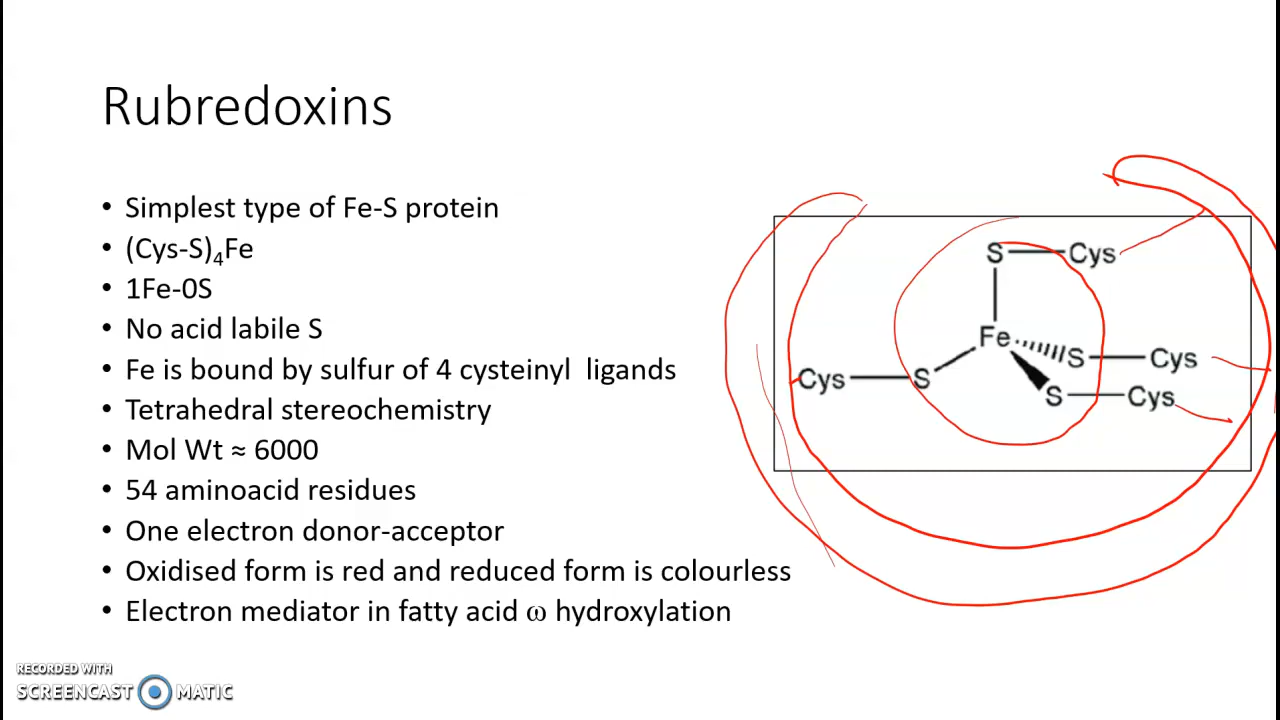 Rubredoxins
• Simplest type of Fe-S protein
• (Cys-S)₄Fe
• 1Fe-0S
• No acid labile S
• Fe is bound by sulfur of 4 cysteinyl ligands
• Tetrahedral stereochemistry
• Mol Wt ≈ 6000
• 54 aminoacid residues
• One electron donor-acceptor
• Oxidised form is red and reduced form is colourless
• Electron mediator in fatty acid ω hydroxylation
S Cys
Fe
S Cys
Cys S
S Cys
RECORDED WITH
SCREENCAST MATIC